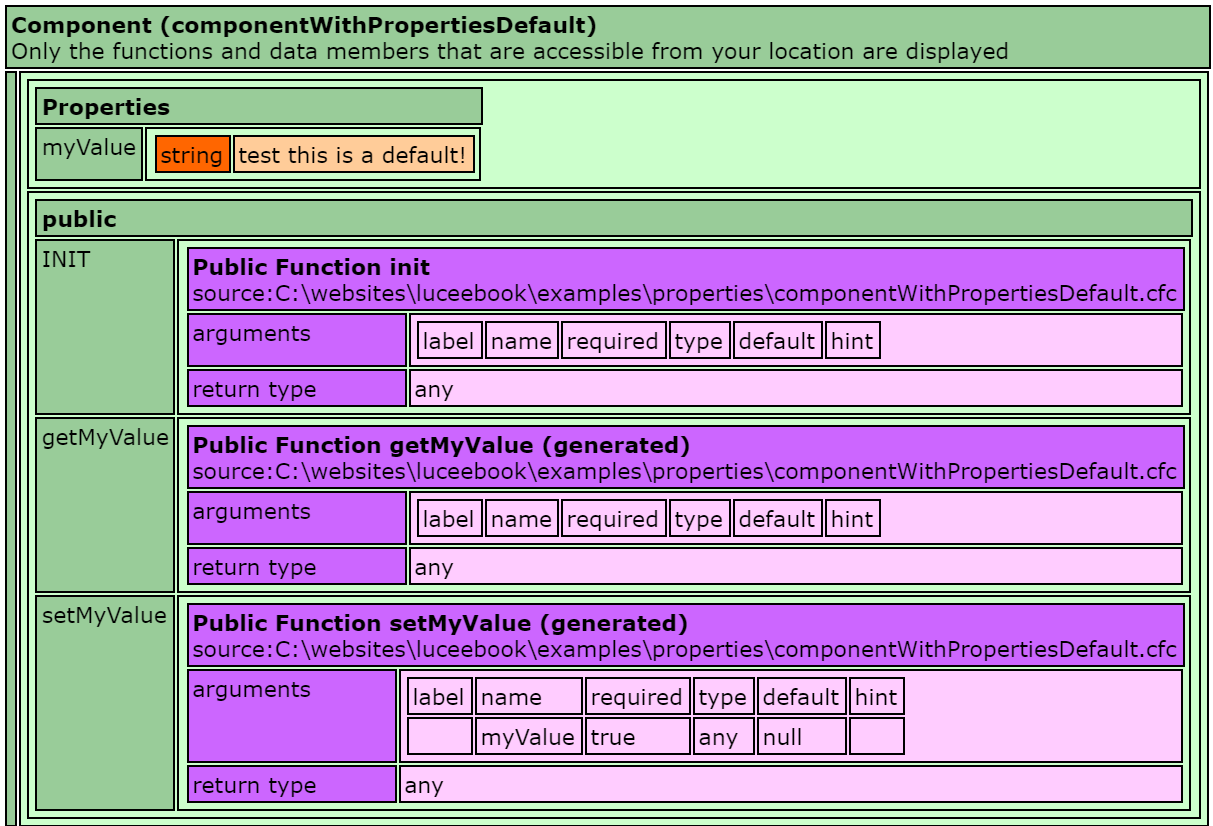 Component (componentWithPropertiesDefault)
Only the functions and data members that are accessible from your location are displayed
Properties
myValue string test this is a default!
public
INIT
Public Function init
source:C:\websites\luceebook\examples\properties\componentWithPropertiesDefault.cfc
arguments label name required type default hint
return type any
getMyValue
Public Function getMyValue (generated)
source:C:\websites\luceebook\examples\properties\componentWithPropertiesDefault.cfc
arguments label name required type default hint
return type any
setMyValue
Public Function setMyValue (generated)
source:C:\websites\luceebook\examples\properties\componentWithPropertiesDefault.cfc
arguments label name required type default hint
myValue true any null
return type any